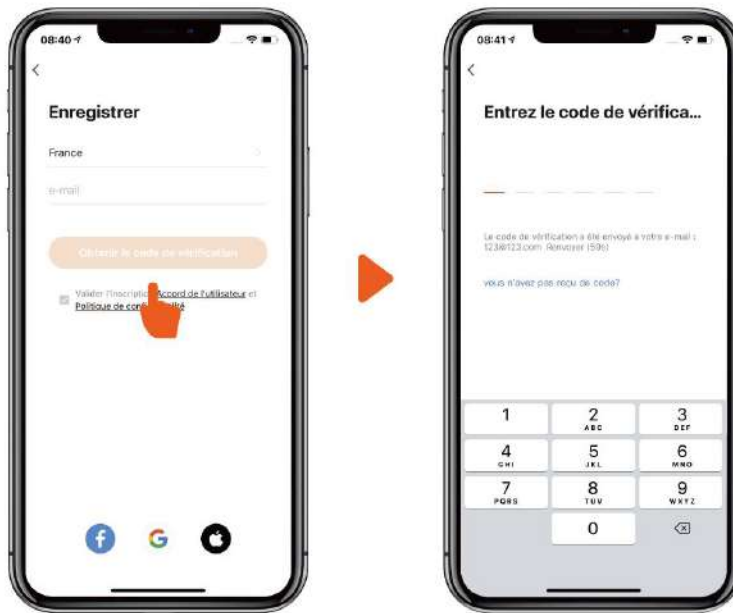 08:40
Enregistrer
France
e-mail
Obtenir le code de vérification
Valider l'inscription Accord de l'utilisateur et
Politique de
08:41
Entrez le code de vérifica...
Le code de vérification a été envoyé à votre e-mail :
123@123.com Renvoyer (59s)
vous n'avez pas reçu de code?
1
2
ABC
3
DEF
4
GHI
5
JKL
6
MNO
7
PQRS
8
TUV
9
WXYZ
0